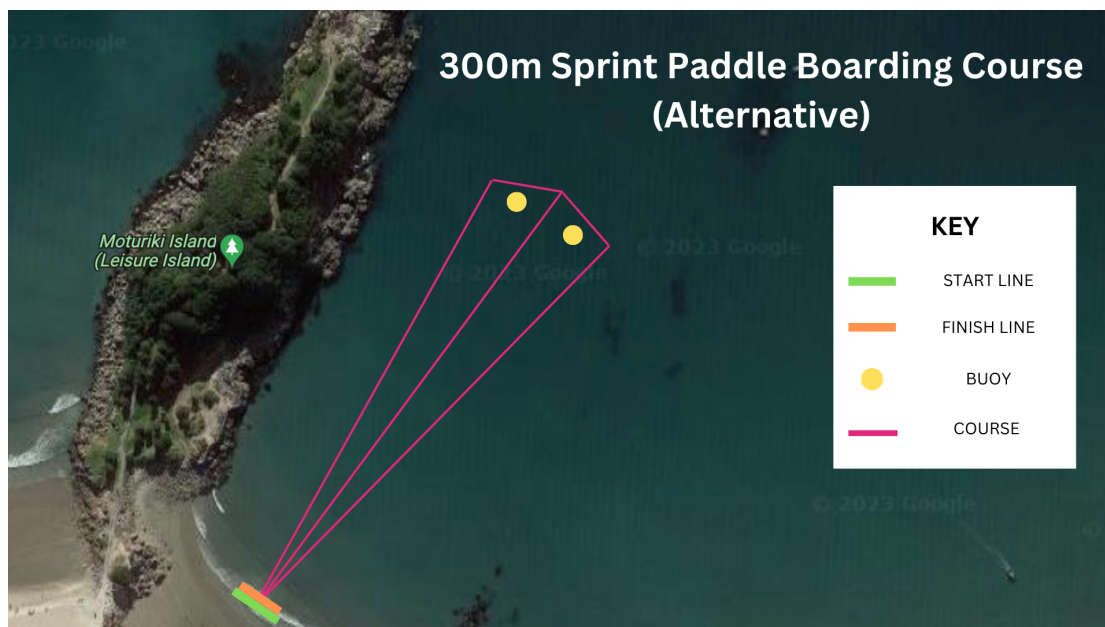 023 Google
300m Sprint Paddle Boarding Course
(Alternative)
Moturiki Island
(Leisure Island)
© 2023 Google
© 2023 Google
KEY
START LINE
FINISH LINE
BUOY
COURSE
© 2023 Google
©